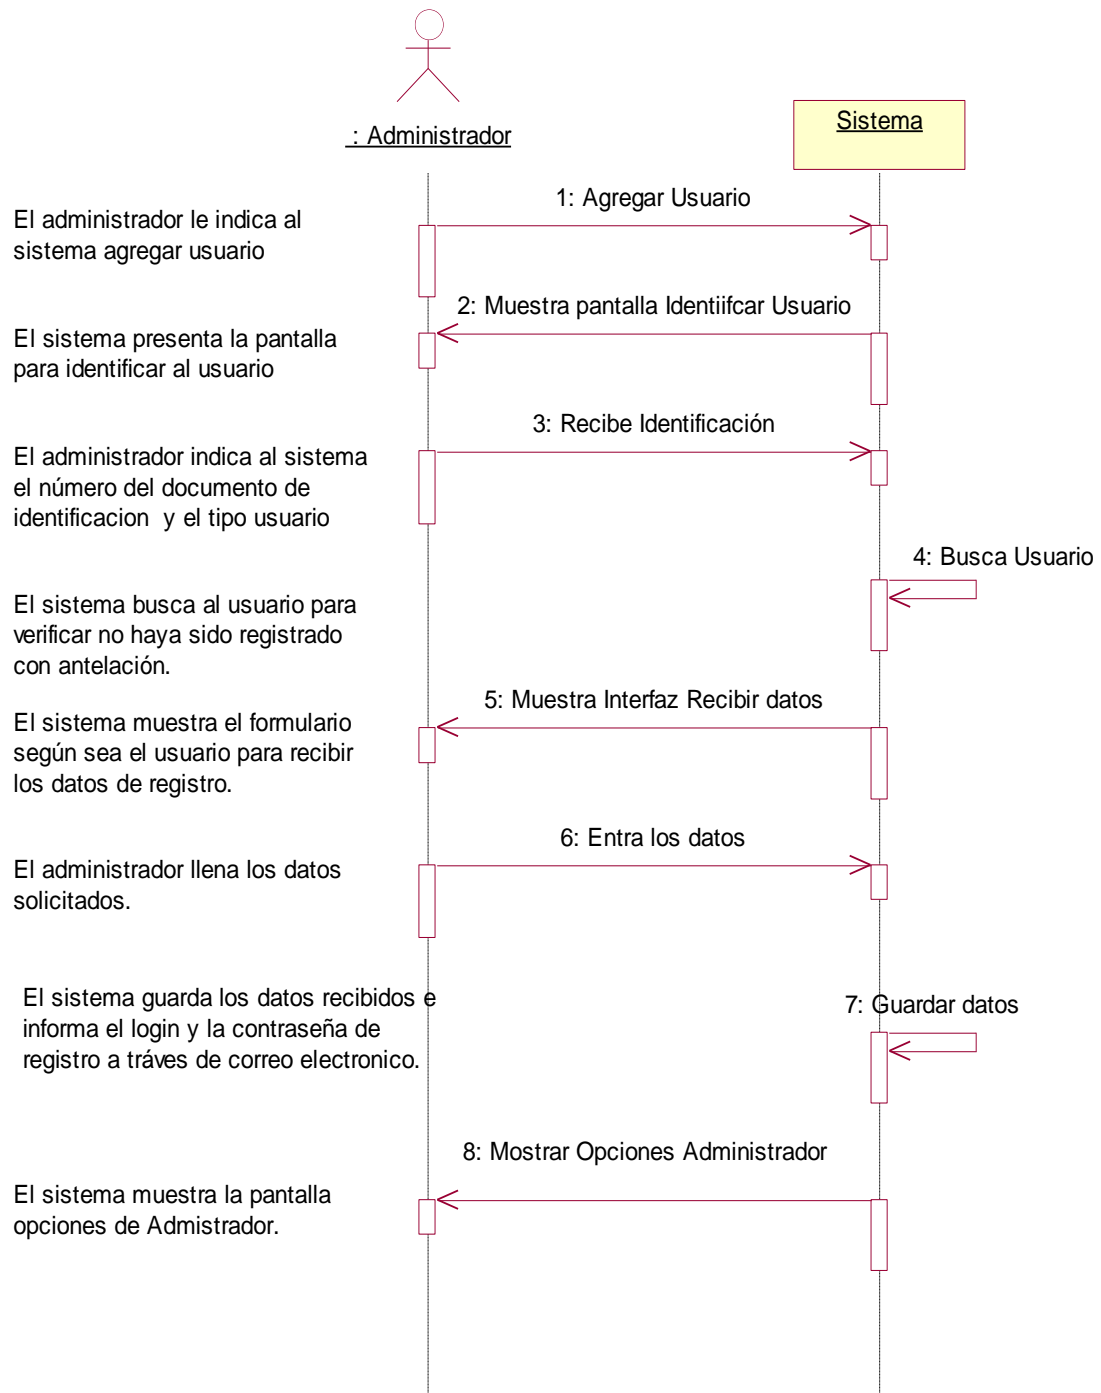 : Administrador
Sistema
1: Agregar Usuario
El administrador le indica al
sistema agregar usuario
2: Muestra pantalla Identiifcar Usuario
El sistema presenta la pantalla
para identificar al usuario
3: Recibe Identificación
El administrador indica al sistema
el número del documento de
identificacion y el tipo usuario
4: Busca Usuario
El sistema busca al usuario para
verificar no haya sido registrado
con antelación.
5: Muestra Interfaz Recibir datos
El sistema muestra el formulario
según sea el usuario para recibir
los datos de registro.
6: Entra los datos
El administrador llena los datos
solicitados.
El sistema guarda los datos recibidos e
informa el login y la contraseña de
registro a tráves de correo electronico.
7: Guardar datos
8: Mostrar Opciones Administrador
El sistema muestra la pantalla
opciones de Admistrador.